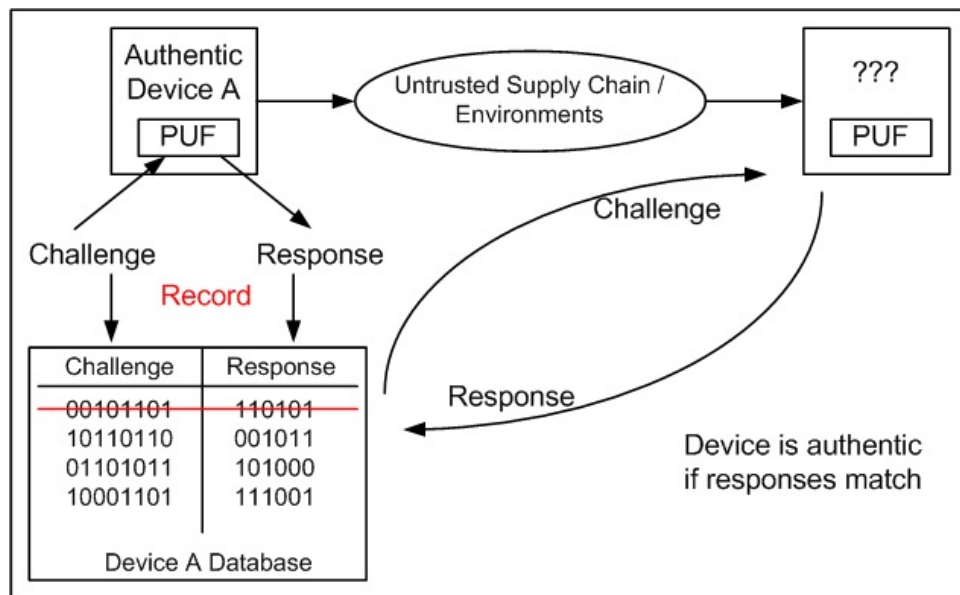 Authentic
Device A
PUF
Untrusted Supply Chain /
Environments
???
PUF
Challenge
Response
Record
Challenge
Response
Challenge Response
00101101 110101
10110110 001011
01101011 101000
10001101 111001
Device A Database
Device is authentic
if responses match